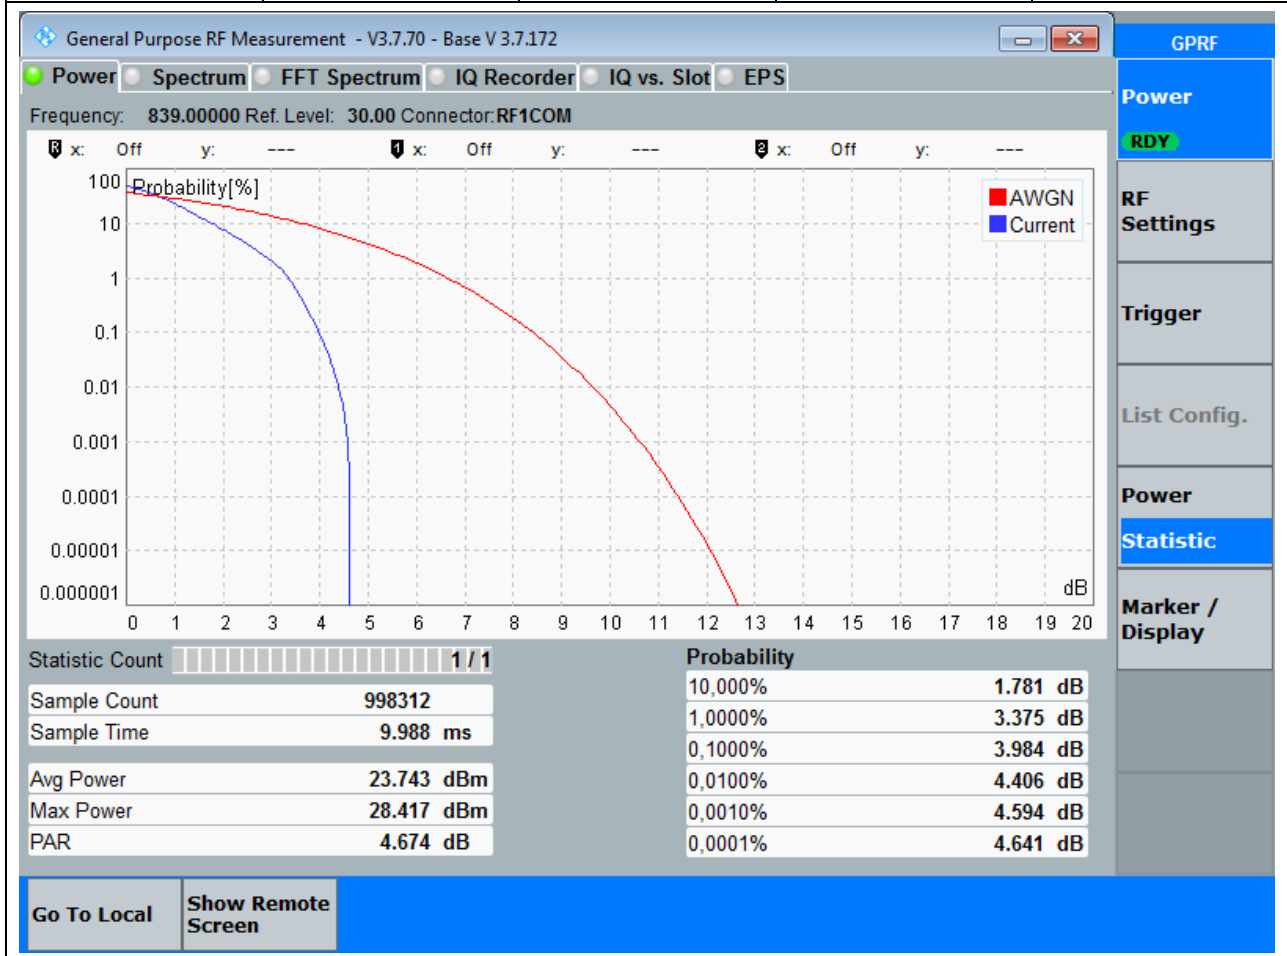 General Purpose RF Measurement - V3.7.70 - Base V 3.7.172
GPRF
Power Spectrum FFT Spectrum IQ Recorder IQ vs. Slot EPS
Power
RDY
Frequency: 839.00000 Ref. Level: 30.00 Connector:RF1COM
R x: Off y: --- 1 x: Off y: --- 2 x: Off y: ---
Probability[%]
AWGN
Current
100
10
1
0.1
0.01
0.001
0.0001
0.00001
0.000001
dB
0 1 2 3 4 5 6 7 8 9 10 11 12 13 14 15 16 17 18 19 20
RF
Settings
Trigger
List Config.
Power
Statistic
Marker /
Display
Statistic Count 1 / 1
Sample Count 998312
Sample Time 9.988 ms
Avg Power 23.743 dBm
Max Power 28.417 dBm
PAR 4.674 dB
Probability
10,000% 1.781 dB
1,0000% 3.375 dB
0,1000% 3.984 dB
0,0100% 4.406 dB
0,0010% 4.594 dB
0,0001% 4.641 dB
Go To Local
Show Remote
Screen